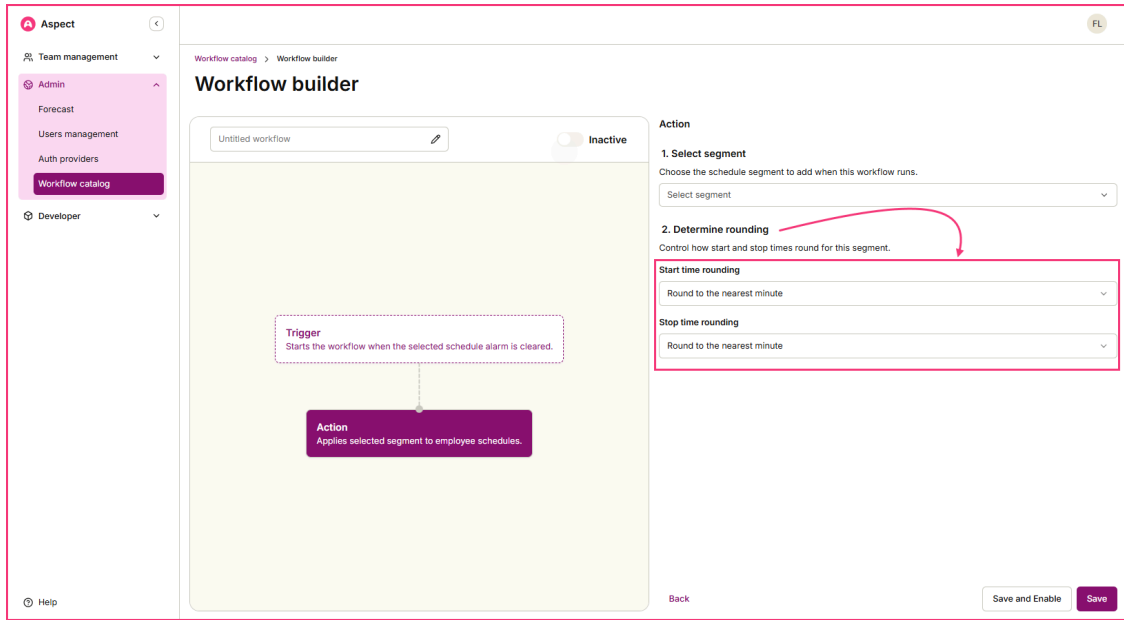 Aspect
FL
Team management
Admin
Forecast
Users management
Auth providers
Workflow catalog
Developer
Help
Workflow catalog > Workflow builder
Workflow builder
Untitled workflow
Inactive
Trigger
Starts the workflow when the selected schedule alarm is cleared.
Action
Applies selected segment to employee schedules.
Action
1. Select segment
Choose the schedule segment to add when this workflow runs.
Select segment
2. Determine rounding
Control how start and stop times round for this segment.
Start time rounding
Round to the nearest minute
Stop time rounding
Round to the nearest minute
Back
Save and Enable
Save